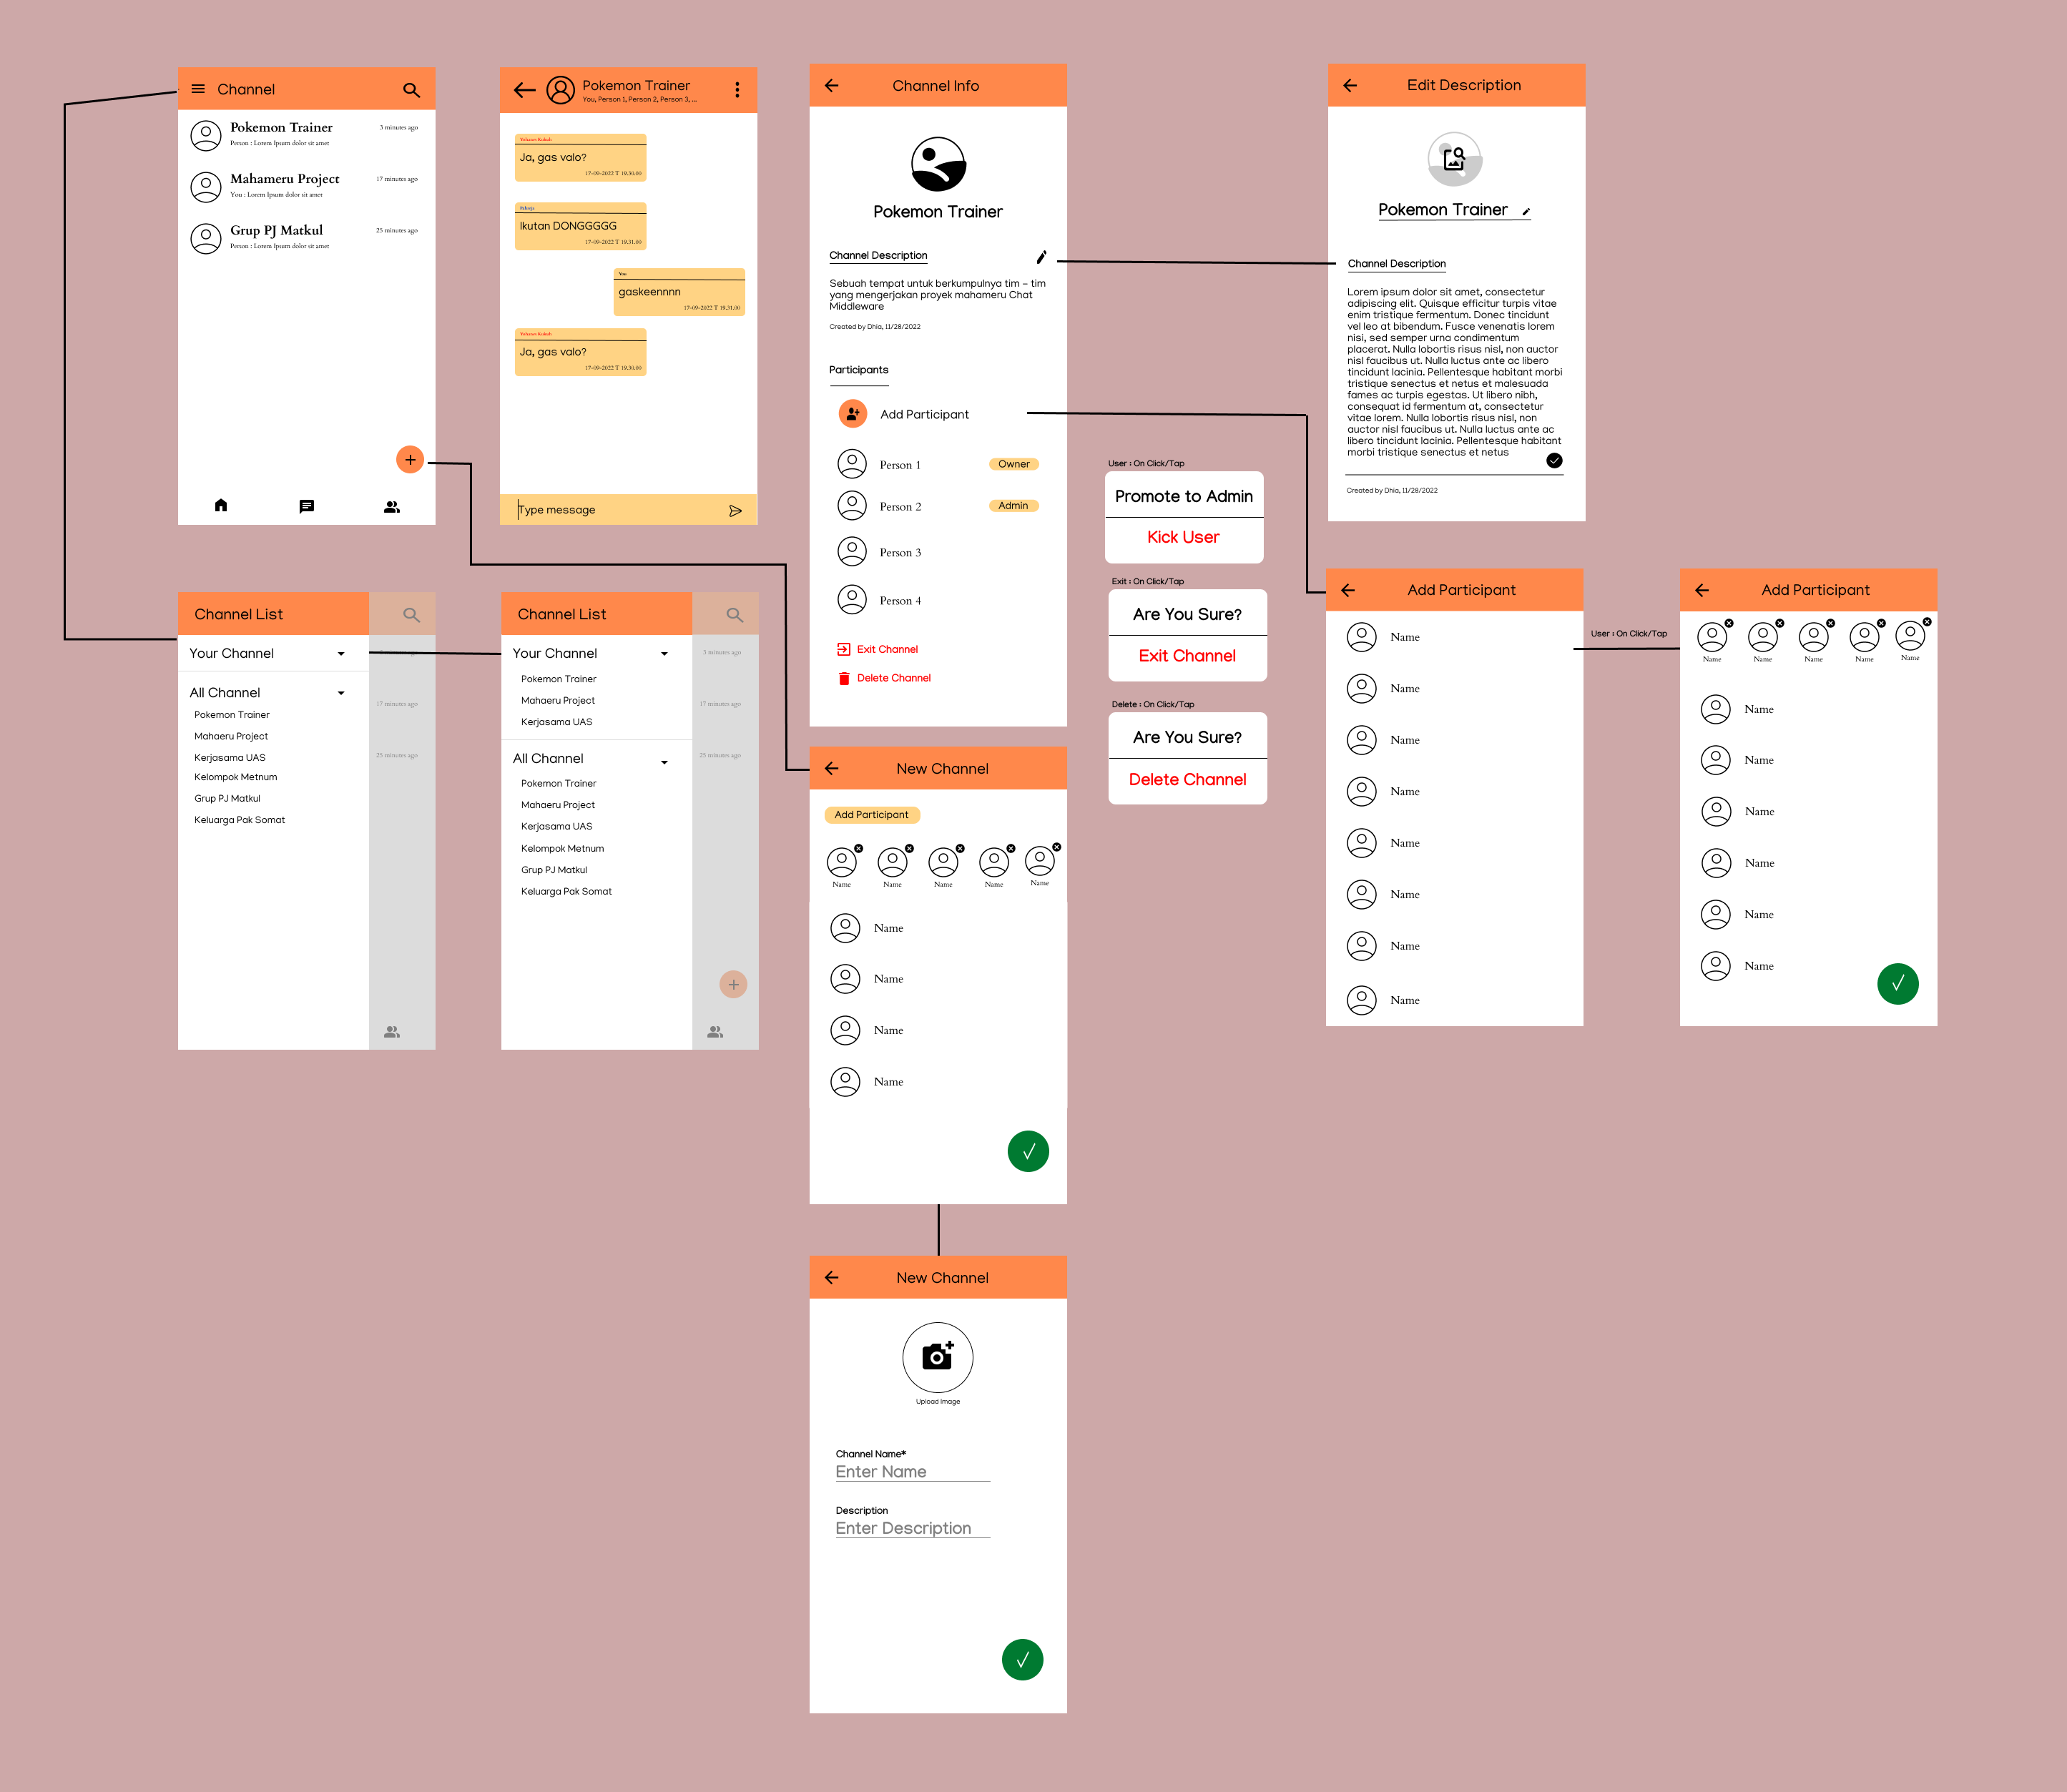 Channel
Pokemon Trainer
3 minutes ago
Person : Lorem Ipsum dolor sit amet
Mahameru Project
17 minutes ago
You : Lorem Ipsum dolor sit amet
Grup PJ Matkul
25 minutes ago
Person : Lorem Ipsum dolor sit amet
Pokemon Trainer
You, Person 1, Person 2, Person 3, ...
Yohanes Kokoh
Ja, gas valo?
17-09-2022 T 19.30.00
Ikutan DONGGGGG
17-09-2022 T 19.31.00
You
gaskeennnn
17-09-2022 T 19.31.00
Yohanes Kokoh
Ja, gas valo?
17-09-2022 T 19.30.00
Type message
Channel Info
Pokemon Trainer
Channel Description
Sebuah tempat untuk berkumpulnya tim - tim
yang mengerjakan proyek mahameru Chat
Middleware
Created by Dhia, 11/28/2022
Participants
Add Participant
Person 1
Owner
Person 2
Admin
Person 3
Person 4
Exit Channel
Delete Channel
User : On Click/Tap
Promote to Admin
Kick User
Exit : On Click/Tap
Are You Sure?
Exit Channel
Delete : On Click/Tap
Are You Sure?
Delete Channel
Edit Description
Pokemon Trainer
Channel Description
Lorem ipsum dolor sit amet, consectetur
adipiscing elit. Quisque efficitur turpis vitae
enim tristique fermentum. Donec tincidunt
vel leo at bibendum. Fusce venenatis lorem
nisi, sed semper urna condimentum
placerat. Nulla lobortis risus nisl, non auctor
nisl faucibus ut. Nulla luctus ante ac libero
tincidunt lacinia. Pellentesque habitant morbi
tristique senectus et netus et malesuada
fames ac turpis egestas. Ut libero nibh,
consequat id fermentum at, consectetur
vitae lorem. Nulla lobortis risus nisl, non
auctor nisl faucibus ut. Nulla luctus ante ac
libero tincidunt lacinia. Pellentesque habitant
morbi tristique senectus et netus
Created by Dhia, 11/28/2022
Channel List
Your Channel
All Channel
Pokemon Trainer
Mahaeru Project
Kerjasama UAS
Kelompok Metnum
Grup PJ Matkul
Keluarga Pak Somat
17 minutes ago
25 minutes ago
Channel List
Your Channel
Pokemon Trainer
Mahaeru Project
Kerjasama UAS
All Channel
Pokemon Trainer
Mahaeru Project
Kerjasama UAS
Kelompok Metnum
Grup PJ Matkul
Keluarga Pak Somat
3 minutes ago
17 minutes ago
25 minutes ago
New Channel
Add Participant
Name
Name
Name
Name
Name
Name
Name
Name
Name
New Channel
Upload Image
Channel Name*
Enter Name
Description
Enter Description
Add Participant
Name
Name
Name
Name
Name
Name
Name
Name
User : On Click/Tap
Add Participant
Name
Name
Name
Name
Name
Name
Name
Name
Name
Name
Name